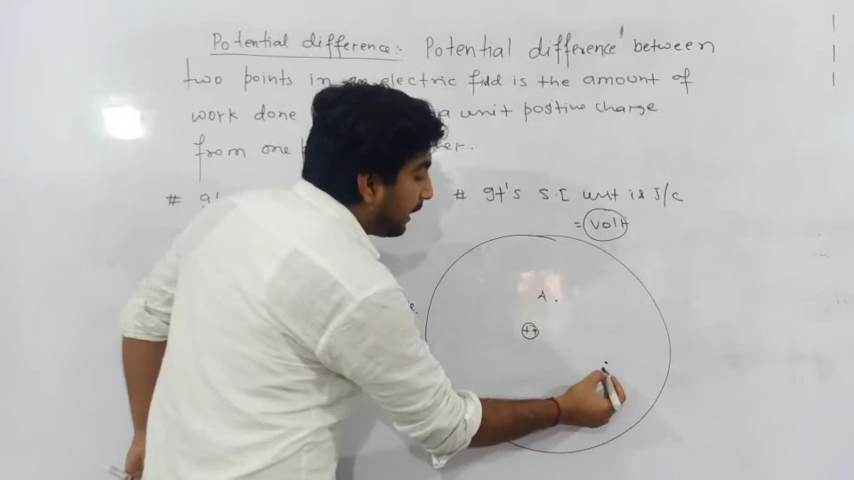 Potential difference:- Potential difference between
two points in an electric field is the amount of
work done a unit positive charge
from one
# 9t's S.I unit is J/c
= volt
A .
++